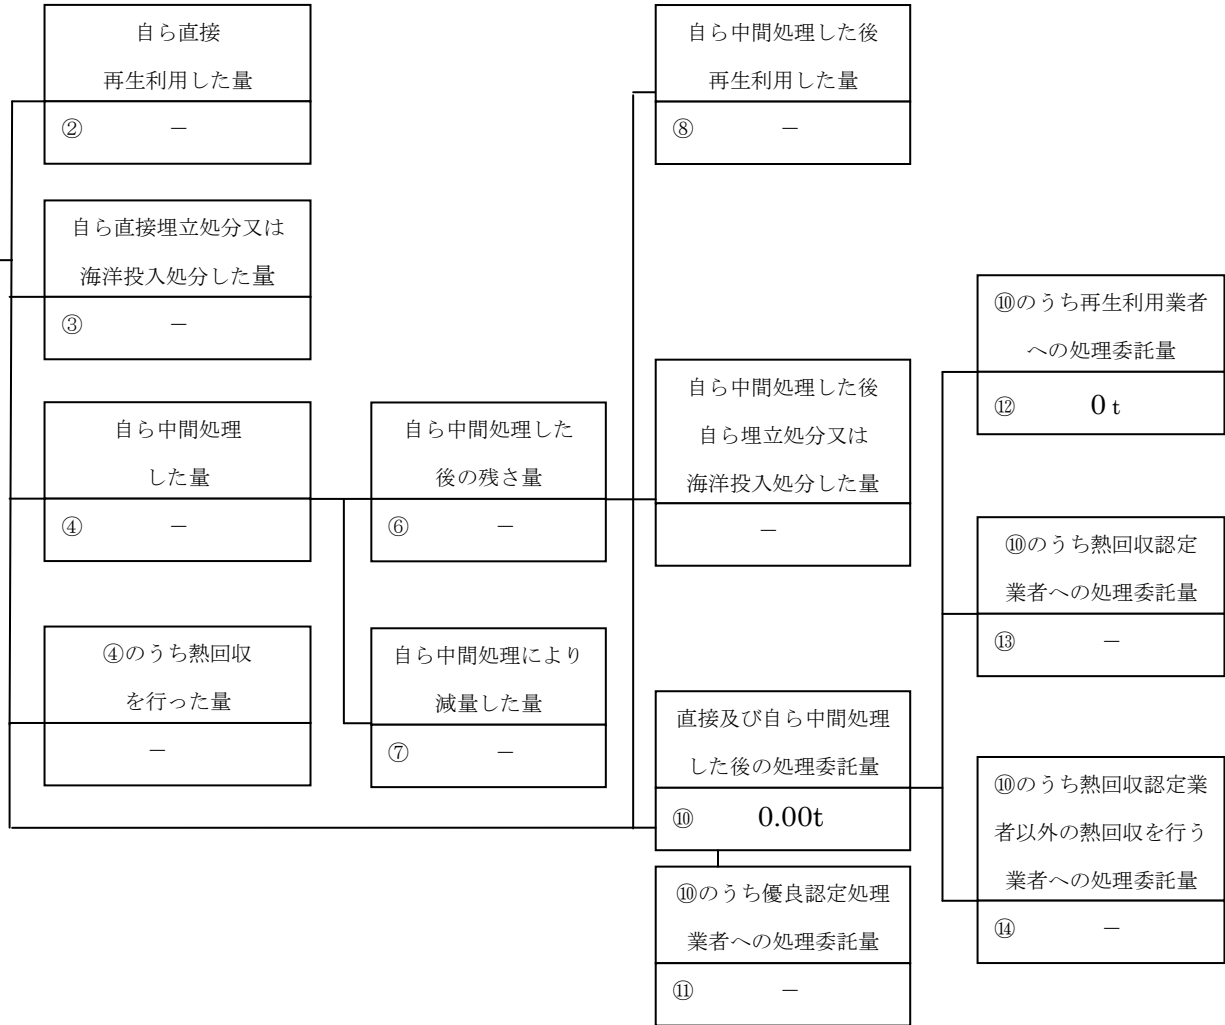 自ら直接
再生利用した量
② －
自ら直接埋立処分又は
海洋投入処分した量
③ －
自ら中間処理
した量
④ －
④のうち熱回収
を行った量
－
自ら中間処理した
後の残さ量
⑥ －
自ら中間処理により
減量した量
⑦ －
自ら中間処理した後
再生利用した量
⑧ －
自ら中間処理した後
自ら埋立処分又は
海洋投入処分した量
－
直接及び自ら中間処理
した後の処理委託量
⑩ 0.00t
⑩のうち優良認定処理
業者への処理委託量
⑪ －
⑩のうち再生利用業者
への処理委託量
⑫ 0 t
⑩のうち熱回収認定
業者への処理委託量
⑬ －
⑩のうち熱回収認定業
者以外の熱回収を行う
業者への処理委託量
⑭ －